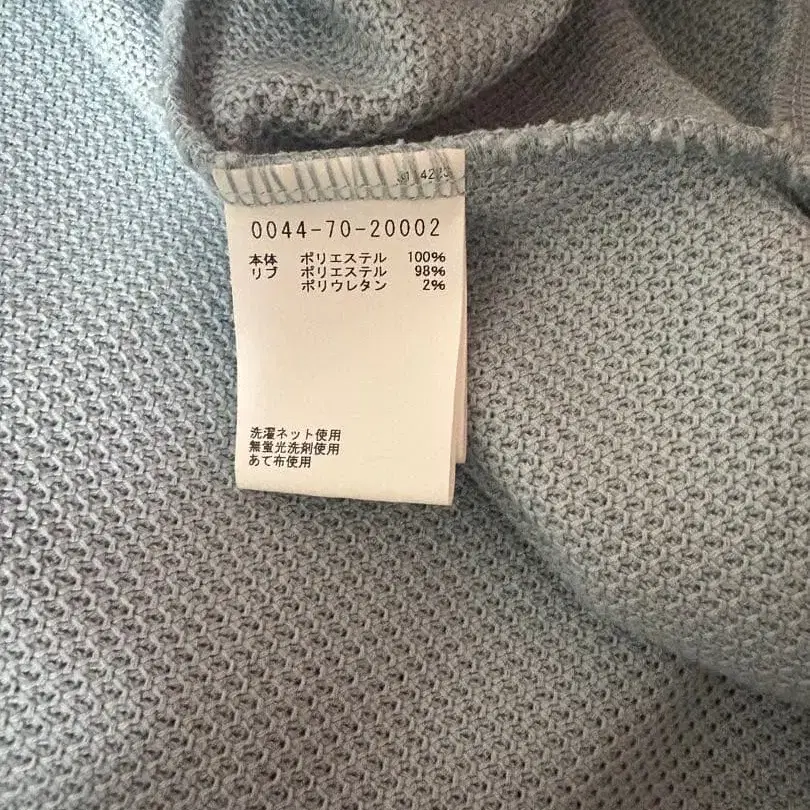 0044-70-20002
本体 ポリエステル 100%
リブ ポリエステル 98%
ポリウレタン 2%
洗濯ネット使用
無蛍光洗剤使用
あて布使用